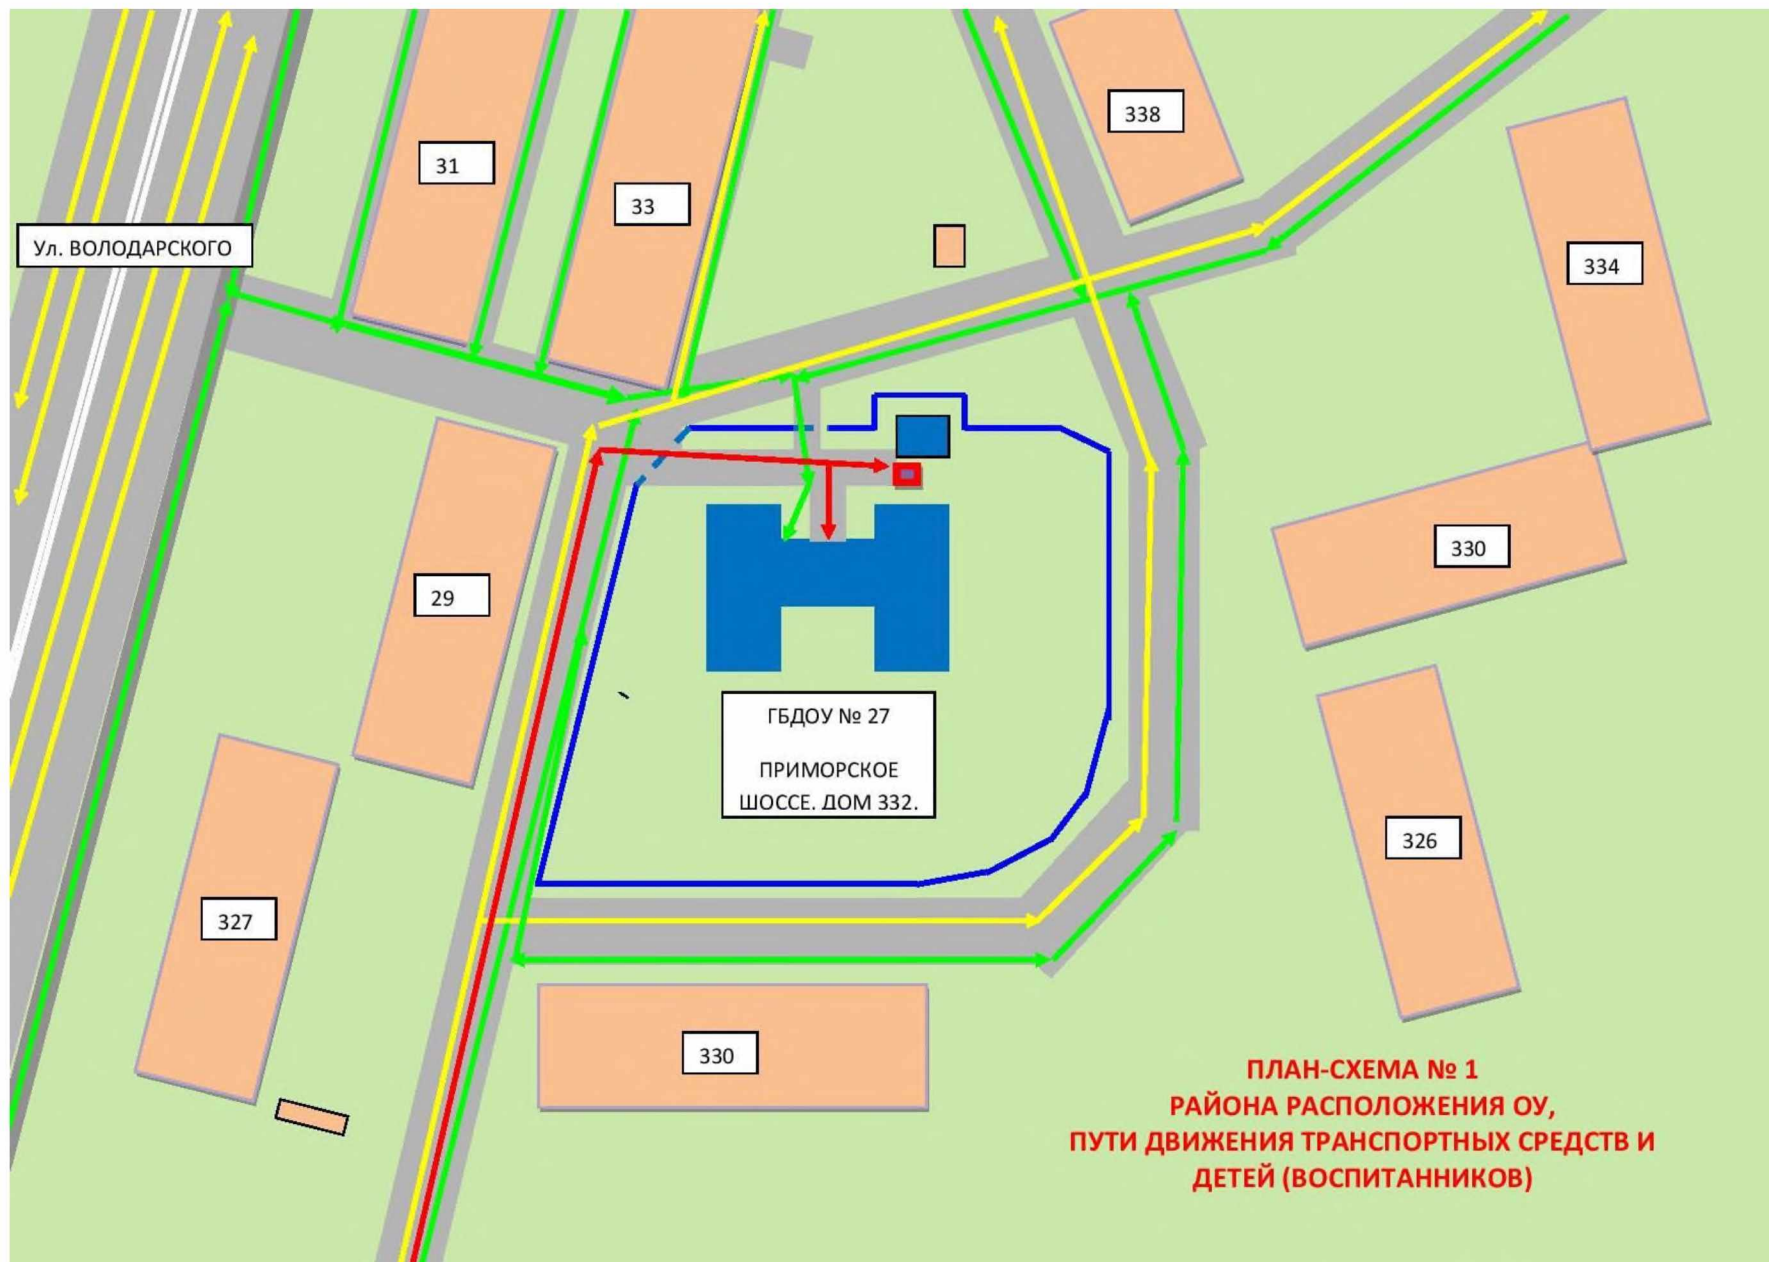 338
31
33
Ул. ВОЛОДАРСКОГО
334
330
29
ГБДОУ № 27
ПРИМОРСКОЕ
ШОССЕ. ДОМ 332.
326
327
330
ПЛАН-СХЕМА № 1
РАЙОНА РАСПОЛОЖЕНИЯ ОУ,
ПУТИ ДВИЖЕНИЯ ТРАНСПОРТНЫХ СРЕДСТВ И
ДЕТЕЙ (ВОСПИТАННИКОВ)